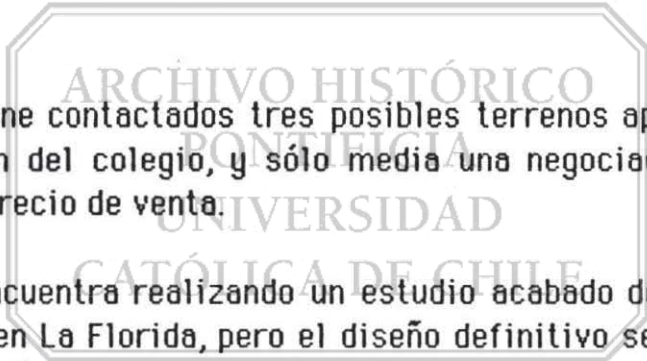 ARCHIVO HISTÓRICO
ne contactados tres posibles terrenos ap
PONTIFICIA
n del colegio, y sólo media una negocia
recio de venta.
UNIVERSIDAD
CATÓLICA DE CHILE
cuentra realizando un estudio acabado d
en La Florida, pero el diseño definitivo se